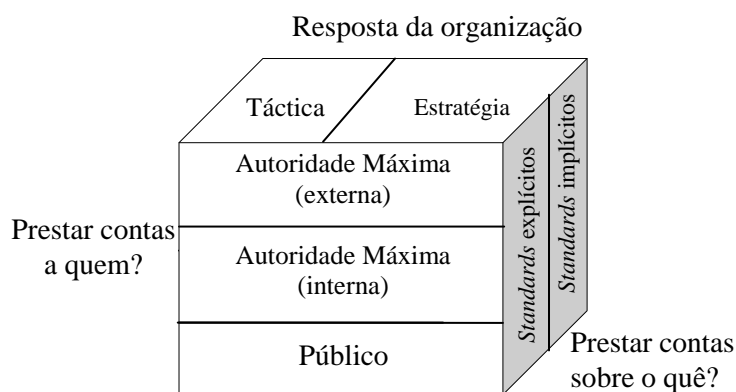 Resposta da organização
Táctica
Estratégia
Autoridade Máxima
(externa)
Prestar contas
a quem?
Autoridade Máxima
(interna)
Público
Standards explícitos
Standards implícitos
Prestar contas
sobre o quê?